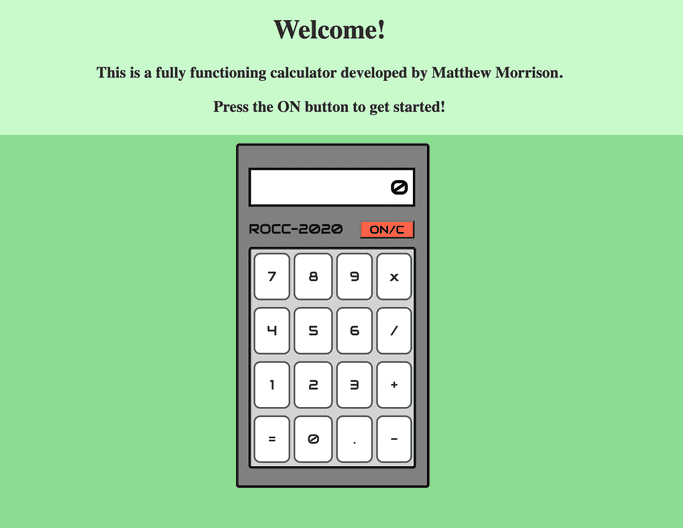 Welcome!
This is a fully functioning calculator developed by Matthew Morrison.
Press the ON button to get started!
0
ROCC-2020 ON/C
7 8 9 x
4 5 6 /
1 2 3 +
= 0 . -